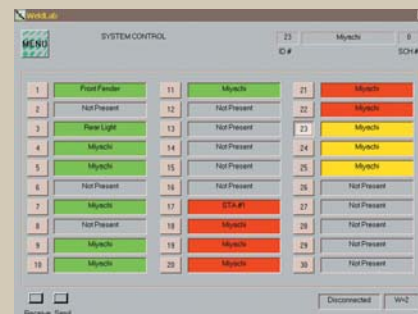 WeldLab
MENU
SYSTEM CONTROL
23 Miyachi 8
ID # SCH #
1 Front Fender 11 Miyachi 21 Miyachi
2 Not Present 12 Not Present 22 Miyachi
3 Rear Light 13 Not Present 23 Miyachi
4 Miyachi 14 Not Present 24 Miyachi
5 Miyachi 15 Not Present 25 Miyachi
6 Not Present 16 Not Present 26 Not Present
7 Miyachi 17 STA #1 27 Not Present
8 Not Present 18 Miyachi 28 Not Present
9 Miyachi 19 Miyachi 29 Not Present
10 Miyachi 20 Miyachi 30 Not Present
Disconnected W=2
Receive Send